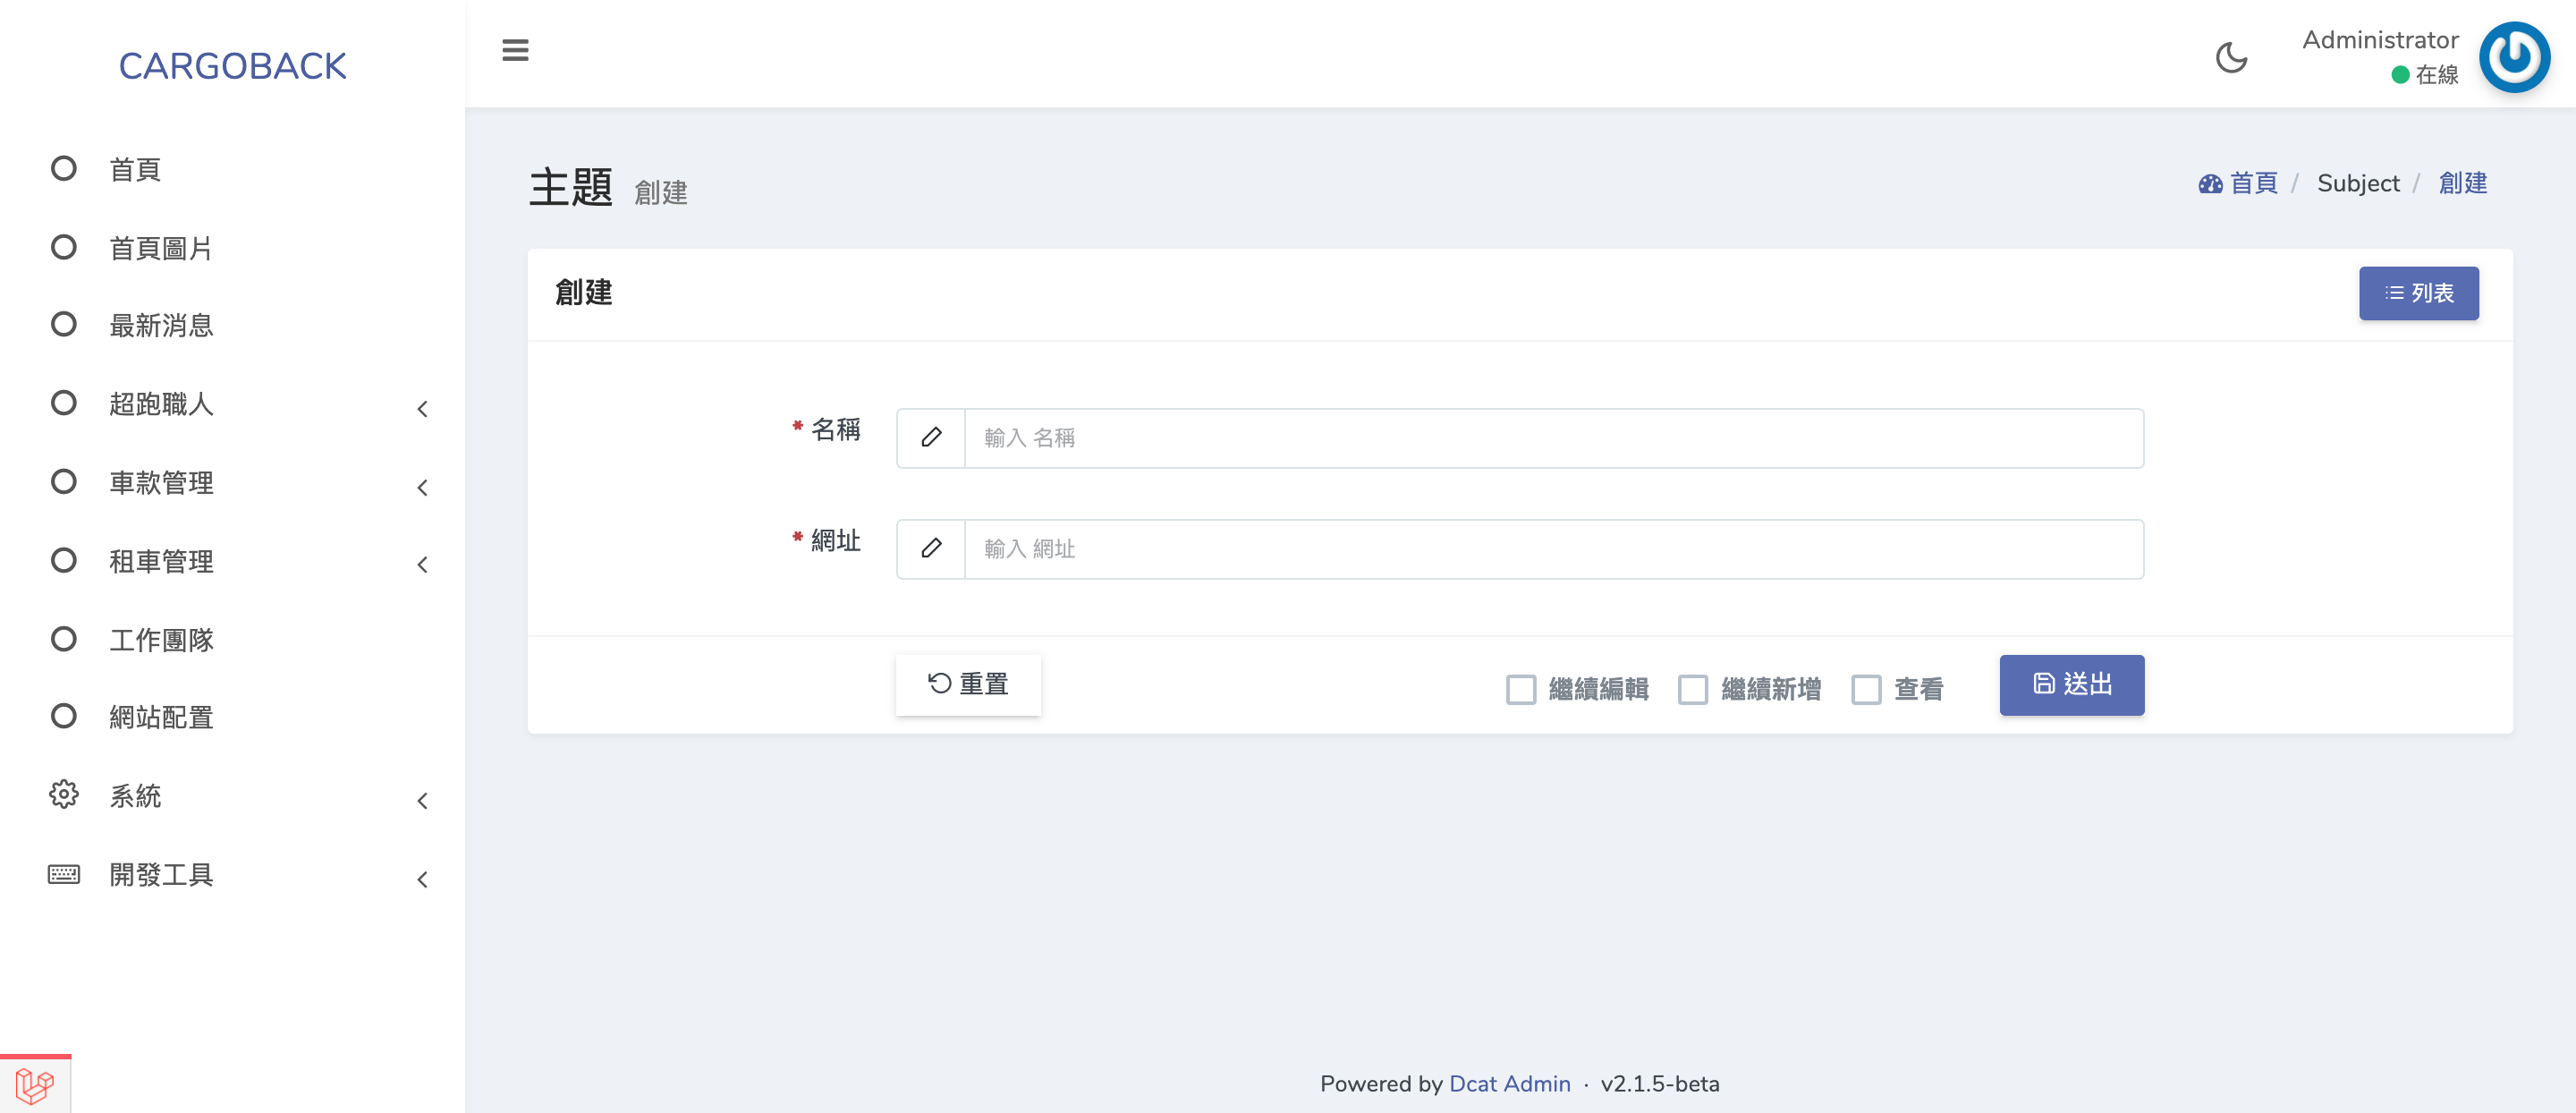 CARGOBACK
Administrator
在線
首頁
首頁圖片
最新消息
超跑職人
車款管理
租車管理
工作團隊
網站配置
系統
開發工具
主題 創建
首頁 / Subject / 創建
創建
列表
* 名稱 輸入 名稱
* 網址 輸入 網址
重置 繼續編輯 繼續新增 查看 送出
Powered by Dcat Admin · v2.1.5-beta